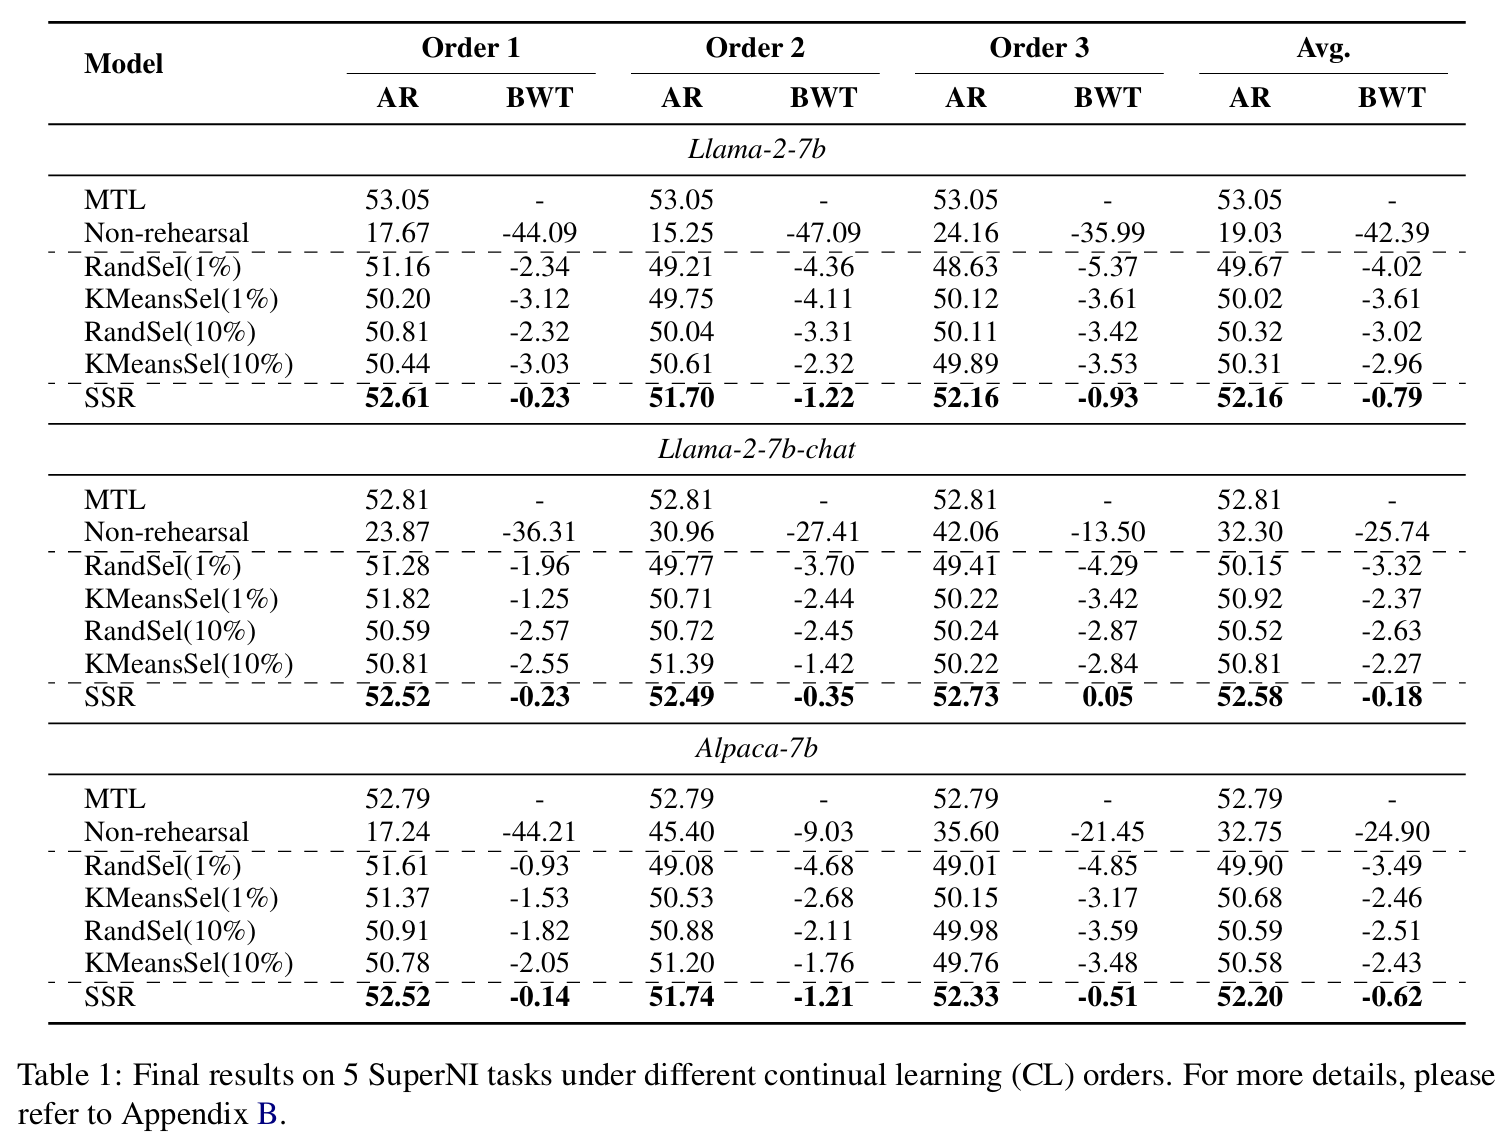 Model Order 1 Order 2 Order 3 Avg.
AR BWT AR BWT AR BWT AR BWT
Llama-2-7b
MTL 53.05 - 53.05 - 53.05 - 53.05 -
Non-rehearsal 17.67 -44.09 15.25 -47.09 24.16 -35.99 19.03 -42.39
RandSel(1%) 51.16 -2.34 49.21 -4.36 48.63 -5.37 49.67 -4.02
KMeansSel(1%) 50.20 -3.12 49.75 -4.11 50.12 -3.61 50.02 -3.61
RandSel(10%) 50.81 -2.32 50.04 -3.31 50.11 -3.42 50.32 -3.02
KMeansSel(10%) 50.44 -3.03 50.61 -2.32 49.89 -3.53 50.31 -2.96
SSR 52.61 -0.23 51.70 -1.22 52.16 -0.93 52.16 -0.79
Llama-2-7b-chat
MTL 52.81 - 52.81 - 52.81 - 52.81 -
Non-rehearsal 23.87 -36.31 30.96 -27.41 42.06 -13.50 32.30 -25.74
RandSel(1%) 51.28 -1.96 49.77 -3.70 49.41 -4.29 50.15 -3.32
KMeansSel(1%) 51.82 -1.25 50.71 -2.44 50.22 -3.42 50.92 -2.37
RandSel(10%) 50.59 -2.57 50.72 -2.45 50.24 -2.87 50.52 -2.63
KMeansSel(10%) 50.81 -2.55 51.39 -1.42 50.22 -2.84 50.81 -2.27
SSR 52.52 -0.23 52.49 -0.35 52.73 0.05 52.58 -0.18
Alpaca-7b
MTL 52.79 - 52.79 - 52.79 - 52.79 -
Non-rehearsal 17.24 -44.21 45.40 -9.03 35.60 -21.45 32.75 -24.90
RandSel(1%) 51.61 -0.93 49.08 -4.68 49.01 -4.85 49.90 -3.49
KMeansSel(1%) 51.37 -1.53 50.53 -2.68 50.15 -3.17 50.68 -2.46
RandSel(10%) 50.91 -1.82 50.88 -2.11 49.98 -3.59 50.59 -2.51
KMeansSel(10%) 50.78 -2.05 51.20 -1.76 49.76 -3.48 50.58 -2.43
SSR 52.52 -0.14 51.74 -1.21 52.33 -0.51 52.20 -0.62
Table 1: Final results on 5 SuperNI tasks under different continual learning (CL) orders. For more details, please
refer to Appendix B.